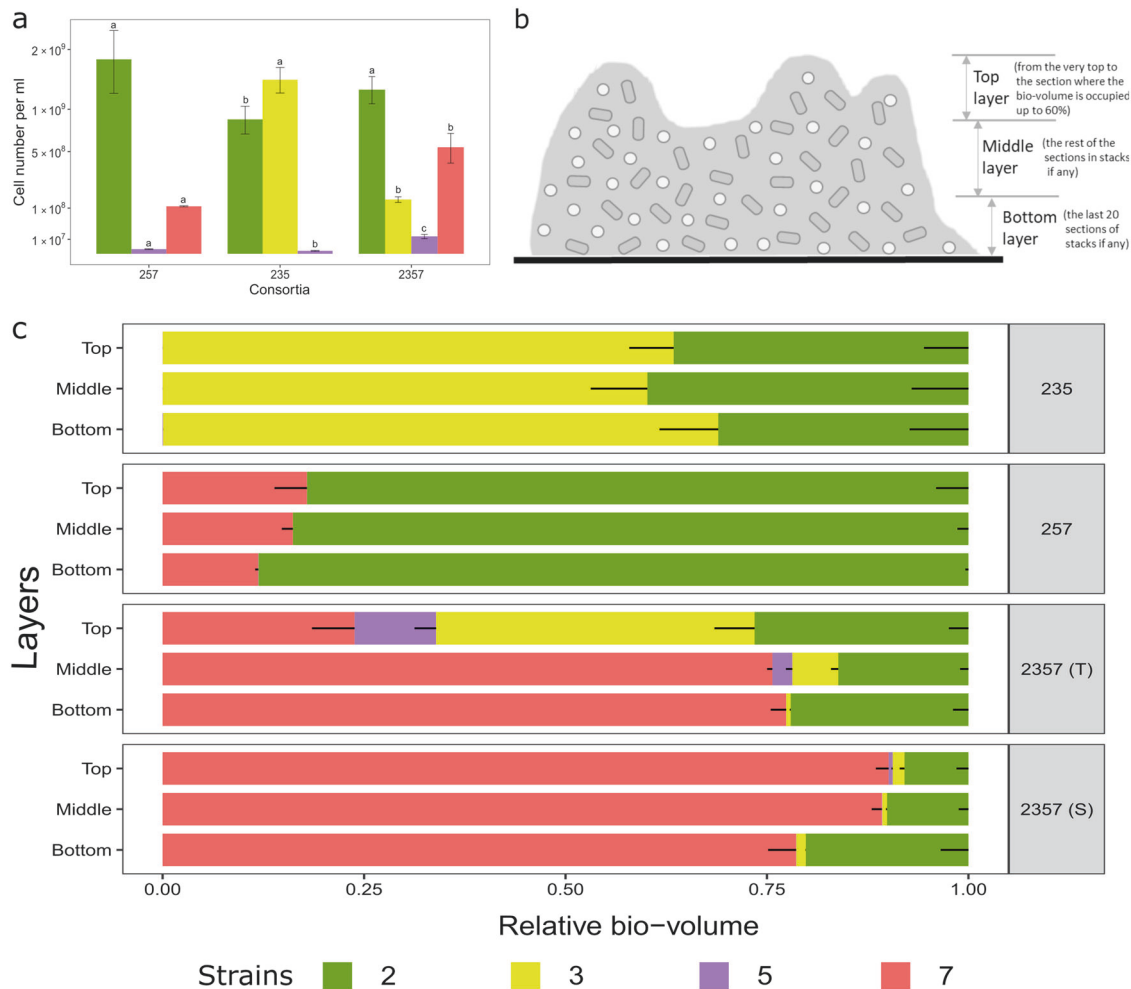 a
Cell number per ml
2 × 10⁹
1 × 10⁹
5 × 10⁸
1 × 10⁸
1 × 10⁷
a
a
a
b
a
b
a
b
c
b
257
235
2357
Consortia
b
Top
layer
(from the very top to
the section where the
bio-volume is occupied
up to 60%)
Middle
layer
(the rest of the
sections in stacks
if any)
Bottom
layer
(the last 20
sections of
stacks if any)
c
Layers
Top
Middle
Bottom
235
Top
Middle
Bottom
257
Top
Middle
Bottom
2357 (T)
Top
Middle
Bottom
2357 (S)
0.00 0.25 0.50 0.75 1.00
Relative bio−volume
Strains 2 3 5 7